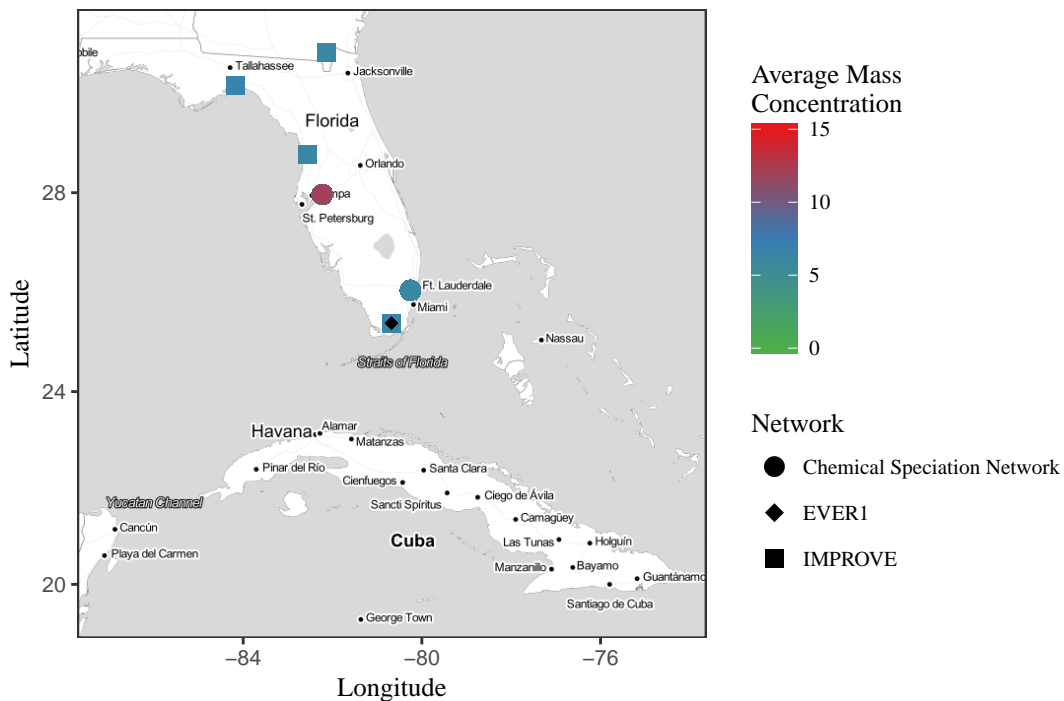 obile
Tallahassee
Jacksonville
Florida
Orlando
mpa
St. Petersburg
Ft. Lauderdale
Miami
Nassau
Straits of Florida
Havana
Alamar
Matanzas
Pinar del Río
Santa Clara
Cienfuegos
Sancti Spíritus
Ciego de Ávila
Yucatan Channel
Camagüey
Cancún
Cuba
Las Tunas
Holguín
Playa del Carmen
Manzanillo
Bayamo
Guantánamo
Santiago de Cuba
George Town
28
24
20
Latitude
−84
−80
−76
Longitude
Average Mass
Concentration
15
10
5
0
Network
Chemical Speciation Network
EVER1
IMPROVE